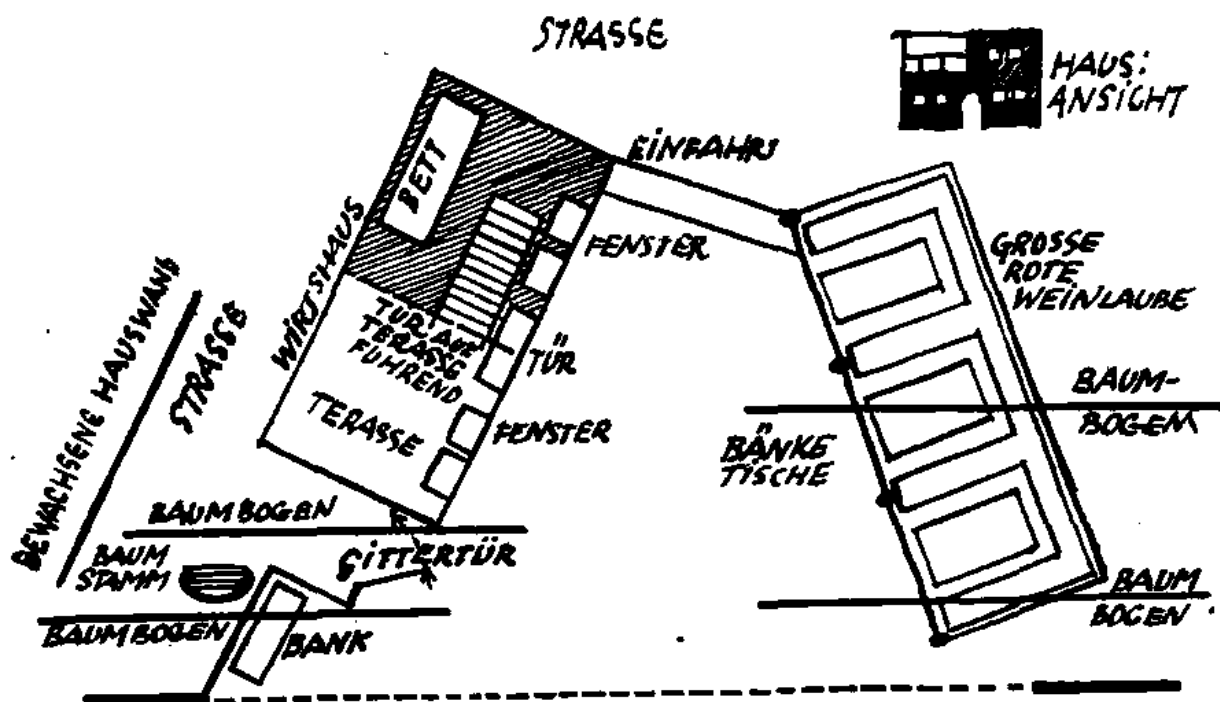 STRASSE
HAUS:
ANSICHT
EINFAHRT
BETT
WIRTSHAUS
FENSTER
GROSSE
ROTE
WEINLAUBE
BEWACHSENE HAUSWAND
STRASSE
TÜR AUF
TERASSE
FÜHREND
TÜR
TERASSE
FENSTER
BAUM-
BOGEM
BÄNKE
TISCHE
BAUMBOGEN
GITTERTÜR
BAUM
STAMM
BAUMBOGEN
BANK
BAUM
BOGEN